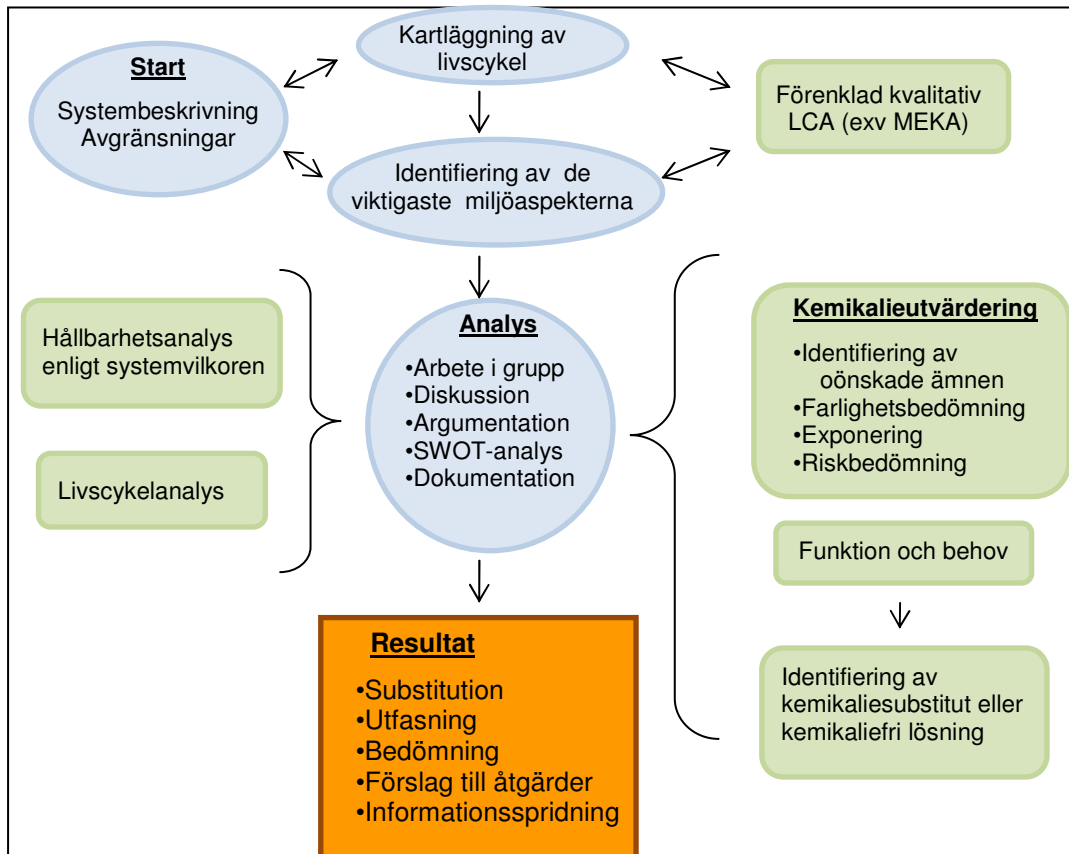 Kartläggning av
livscykel
Start
Systembeskrivning
Avgränsningar
Förenklad kvalitativ
LCA (exv MEKA)
Identifiering av de
viktigaste miljöaspekterna
Hållbarhetsanalys
enligt systemvilkoren
Livscykelanalys
Analys
•Arbete i grupp
•Diskussion
•Argumentation
•SWOT-analys
•Dokumentation
Kemikalieutvärdering
•Identifiering av
oönskade ämnen
•Farlighetsbedömning
•Exponering
•Riskbedömning
Funktion och behov
Identifiering av
kemikaliesubstitut eller
kemikaliefri lösning
Resultat
•Substitution
•Utfasning
•Bedömning
•Förslag till åtgärder
•Informationsspridning